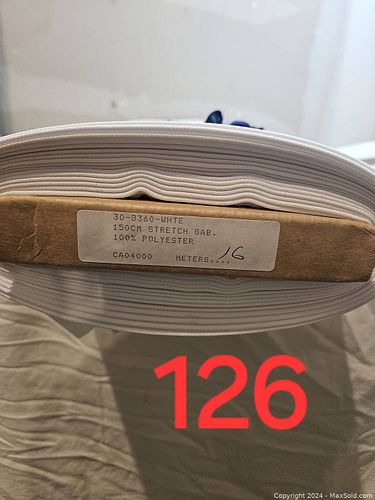 30-8360-WHTE
150CM STRETCH GAB.
100% POLYESTER
CA04000 METERS.... 16
126
Copyright 2024 - MaxSold.com